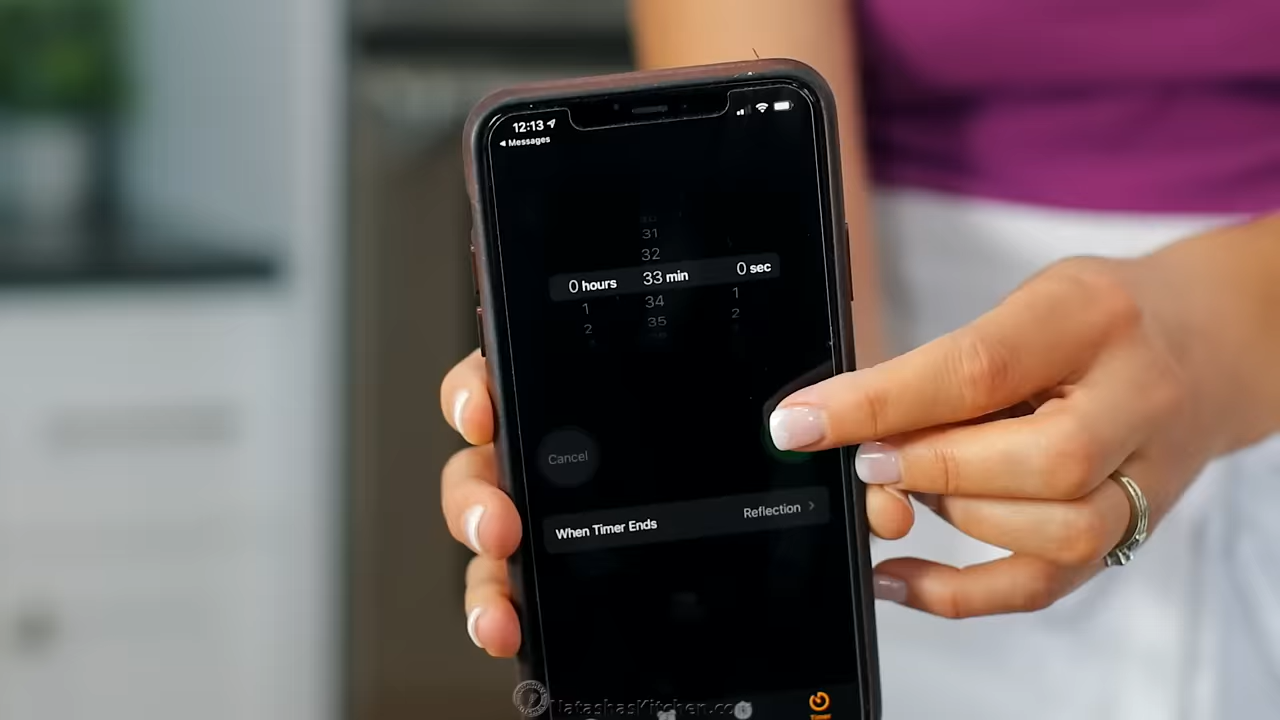 12:13
◀ Messages
31
32
0 hours 33 min 0 sec
1 34 1
2 35 2
Cancel
When Timer Ends Reflection >
Timer
NatashasKitchen.com